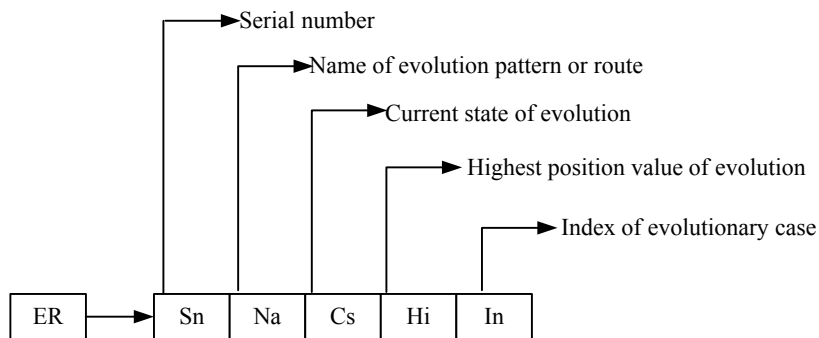 Serial number
Name of evolution pattern or route
Current state of evolution
Highest position value of evolution
Index of evolutionary case
ER Sn Na Cs Hi In